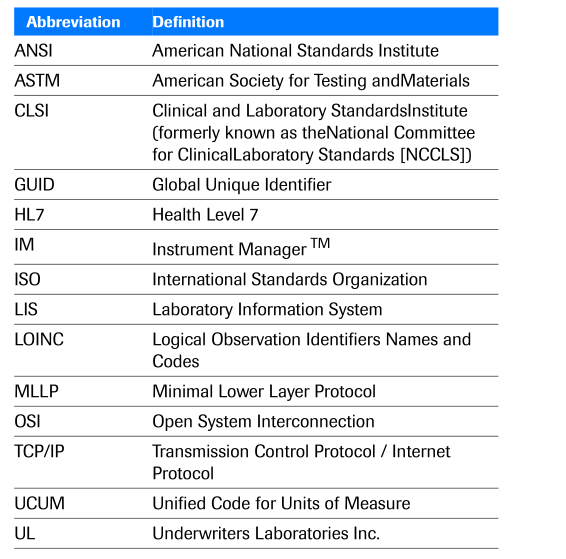 Abbreviation Definition
ANSI American National Standards Institute
ASTM American Society for Testing andMaterials
CLSI Clinical and Laboratory StandardsInstitute
(formerly known as theNational Committee
for ClinicalLaboratory Standards [NCCLS])
GUID Global Unique Identifier
HL7 Health Level 7
IM Instrument Manager TM
ISO International Standards Organization
LIS Laboratory Information System
LOINC Logical Observation Identifiers Names and
Codes
MLLP Minimal Lower Layer Protocol
OSI Open System Interconnection
TCP/IP Transmission Control Protocol / Internet
Protocol
UCUM Unified Code for Units of Measure
UL Underwriters Laboratories Inc.